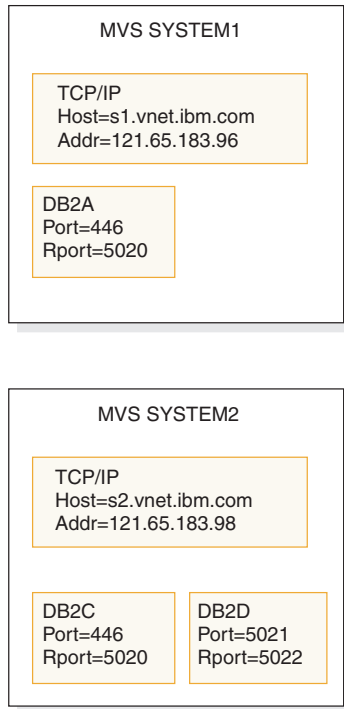 MVS SYSTEM1
TCP/IP
Host=s1.vnet.ibm.com
Addr=121.65.183.96
DB2A
Port=446
Rport=5020
MVS SYSTEM2
TCP/IP
Host=s2.vnet.ibm.com
Addr=121.65.183.98
DB2C
Port=446
Rport=5020
DB2D
Port=5021
Rport=5022